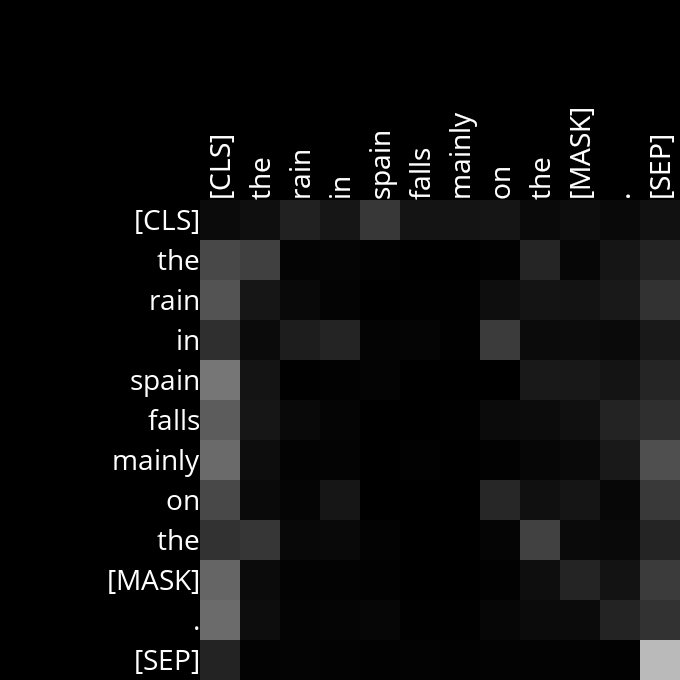 [CLS] the rain in spain falls mainly on the [MASK] . [SEP]
[CLS]
the
rain
in
spain
falls
mainly
on
the
[MASK]
.
[SEP]